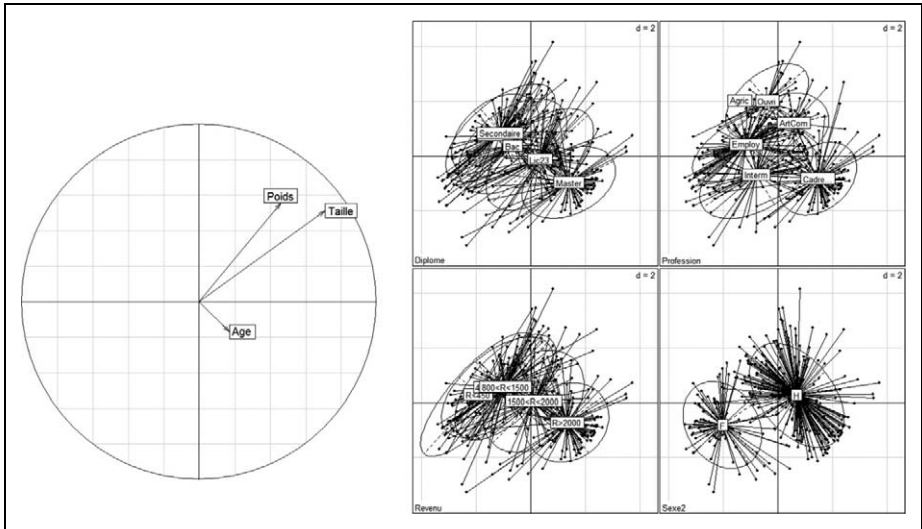 Poids
Taille
Age
d = 2
Secondaire
Bac
Master
Diplome
d = 2
Agric
Ouvri
ArtCom
Employ
Interm
Cadre
Profession
d = 2
800<R<1500
1500<R<2000
R>2000
Revenu
d = 2
H
F
Sexe2